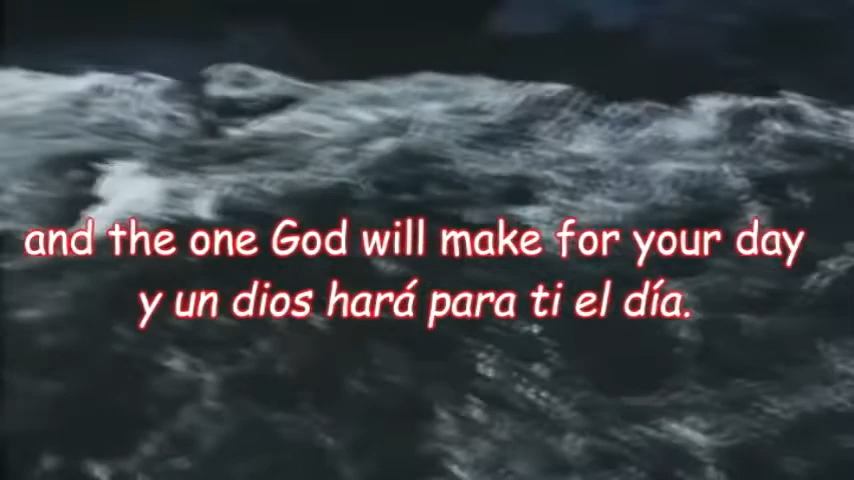 and the one God will make for your day
y un dios hará para ti el día.